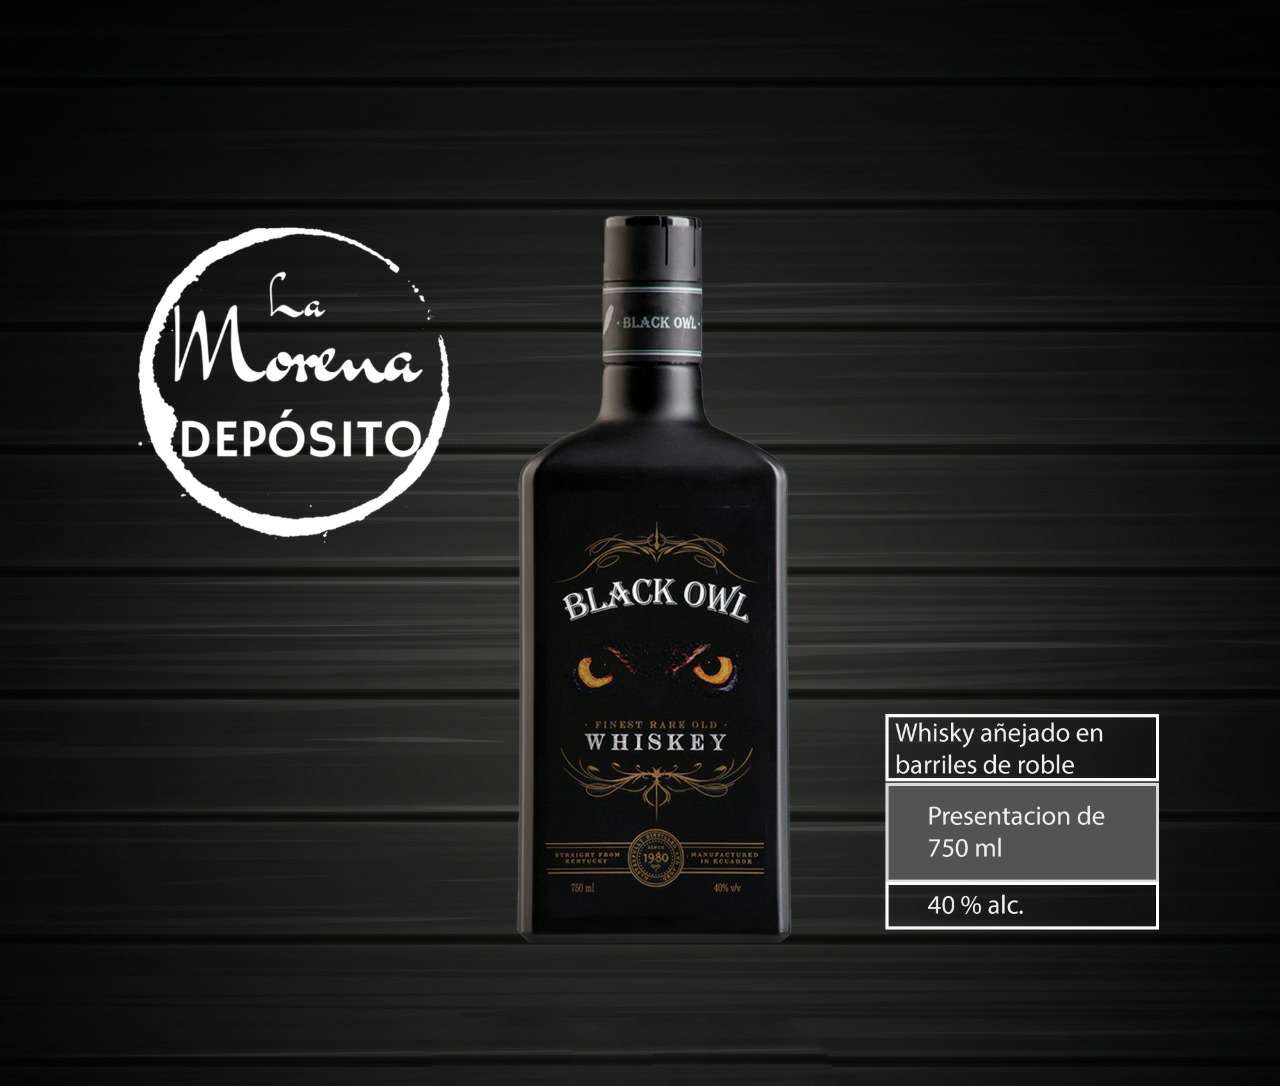 La
Morena
DEPÓSITO
· BLACK OWL ·
BLACK OWL
· FINEST RARE OLD ·
WHISKEY
STRAIGHT FROM
KENTUCKY
SINCE
1980
MANUFACTURED
IN ECUADOR
750 ml
40% v/v
Whisky añejado en
barriles de roble
Presentacion de
750 ml
40 % alc.